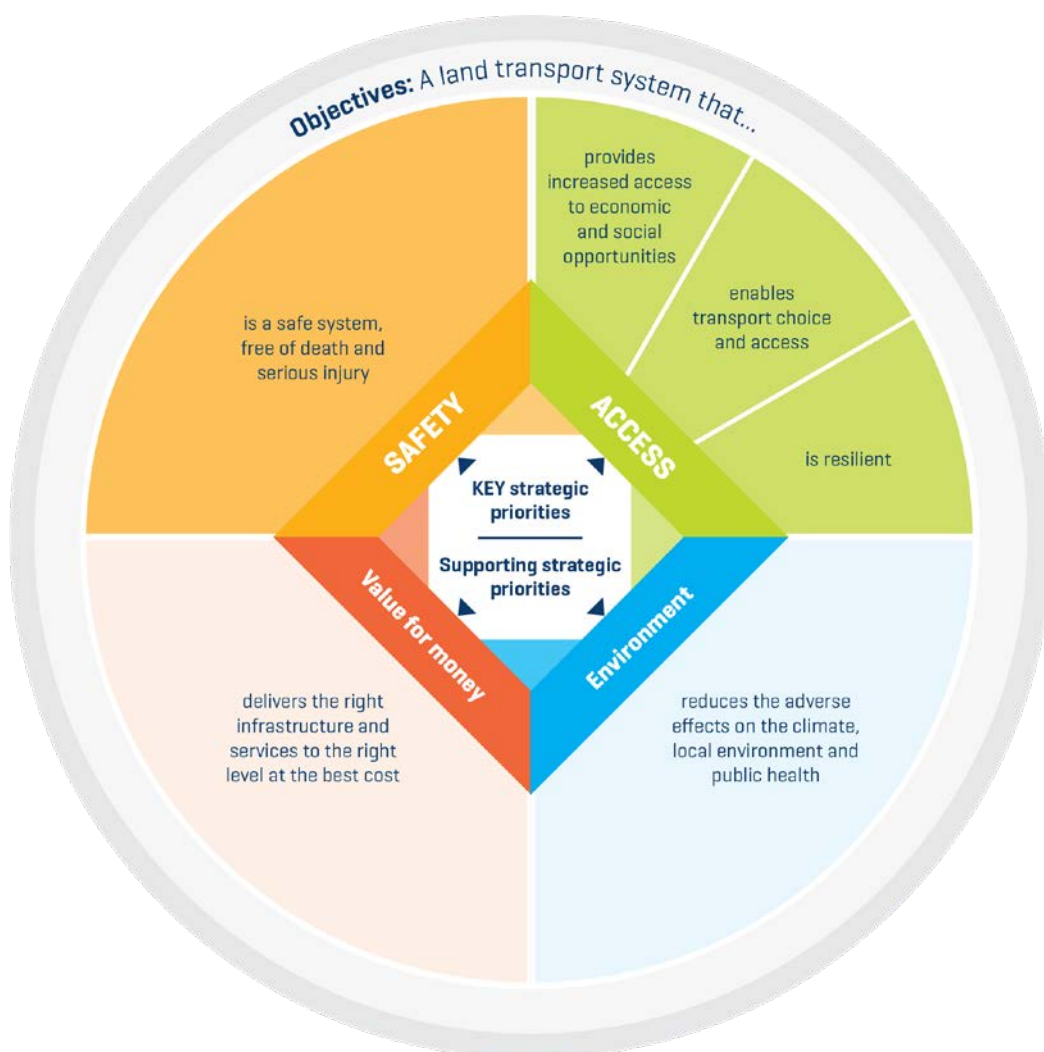 Objectives: A land transport system that...
provides
increased access
to economic
and social
opportunities
enables
transport choice
and access
is resilient
is a safe system,
free of death and
serious injury
SAFETY
ACCESS
KEY strategic
priorities
Supporting strategic
priorities
Value for money
Environment
delivers the right
infrastructure and
services to the right
level at the best cost
reduces the adverse
effects on the climate,
local environment and
public health